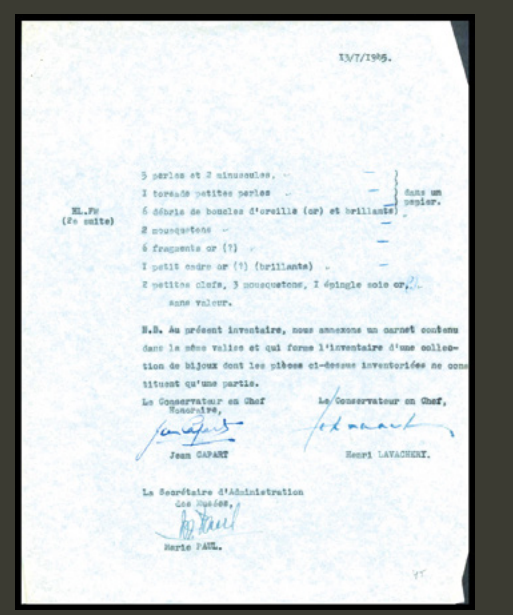 13/7/1945.
5 perles et 2 minuscules.
I torsade petites perles
dans un
papier.
EL.FM
(2e suite)
6 débris de boucles d'oreille (or) et brillants)
2 mousquetons
6 fragments or (?)
I petit cadre or (?) (brillants)
2 petites clefs, 3 mousquetons, I épingle soie or,
sans valeur.
N.B. Au présent inventaire, nous annexons un carnet contenu
dans la même valise et qui forme l'inventaire d'une collec-
tion de bijoux dont les pièces ci-dessus inventoriées ne cons
tituent qu'une partie.
Le Conservateur en Chef
Honoraire,
Le Conservateur en Chef,
Jean CAPART
Henri LAVACHERY.
La Secrétaire d'Administration
des Musées,
Marie PAUL.